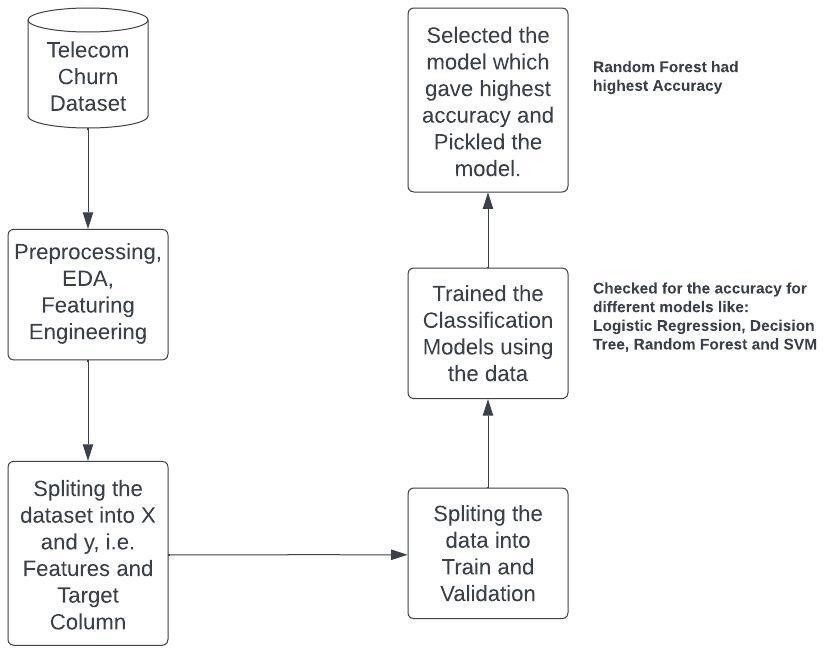 Telecom
Churn
Dataset
Preprocessing,
EDA,
Featuring
Engineering
Spliting the
dataset into X
and y, i.e.
Features and
Target
Column
Spliting the
data into
Train and
Validation
Trained the
Classification
Models using
the data
Checked for the accuracy for
different models like:
Logistic Regression, Decision
Tree, Random Forest and SVM
Selected the
model which
gave highest
accuracy and
Pickled the
model.
Random Forest had
highest Accuracy